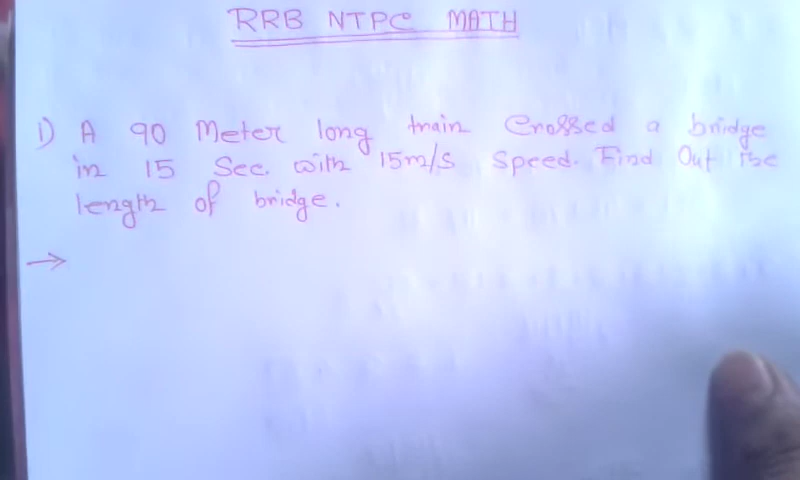 RRB NTPC MATH
1) A 90 Meter long train Crossed a bridge
in 15 Sec. with 15m/s speed. Find Out the
length of bridge.
→